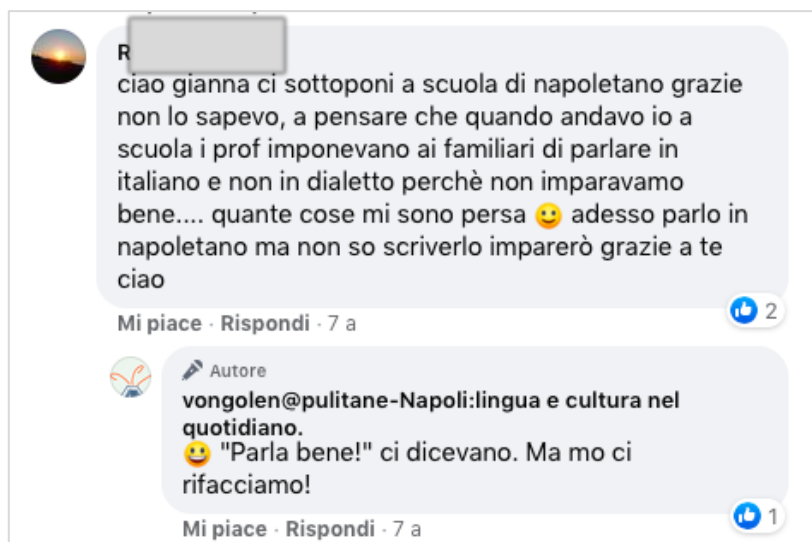 R
ciao gianna ci sottoponi a scuola di napoletano grazie
non lo sapevo, a pensare che quando andavo io a
scuola i prof imponevano ai familiari di parlare in
italiano e non in dialetto perchè non imparavamo
bene.... quante cose mi sono persa 🙂 adesso parlo in
napoletano ma non so scriverlo imparerò grazie a te
ciao
2
Mi piace · Rispondi · 7 a
Autore
vongolen@pulitane-Napoli:lingua e cultura nel
quotidiano.
😀 "Parla bene!" ci dicevano. Ma mo ci
rifacciamo!
1
Mi piace · Rispondi · 7 a